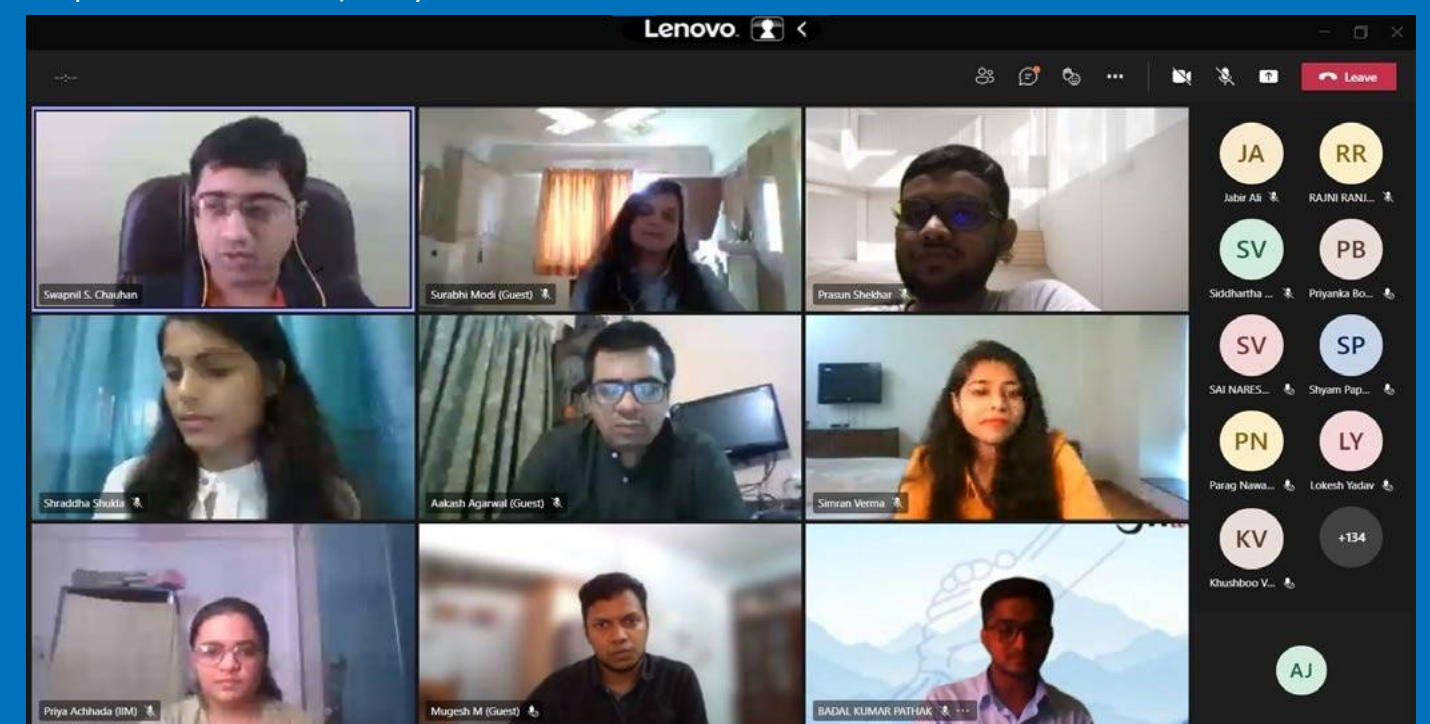 Lenovo.
--:--
Leave
Swapnil S. Chauhan
Surabhi Modi (Guest)
Prasun Shekhar
JA
RR
Jabir Ali
RAJNI RANJ...
SV
PB
Siddhartha ...
Priyanka Bo...
Shraddha Shukla
Aakash Agarwal (Guest)
Simran Verma
SV
SP
SAI NARES...
Shyam Pap...
PN
LY
Parag Nawa...
Lokesh Yadav
KV
+134
Khushboo V...
Priya Achhada (IIM)
Mugesh M (Guest)
BADAL KUMAR PATHAK
AJ